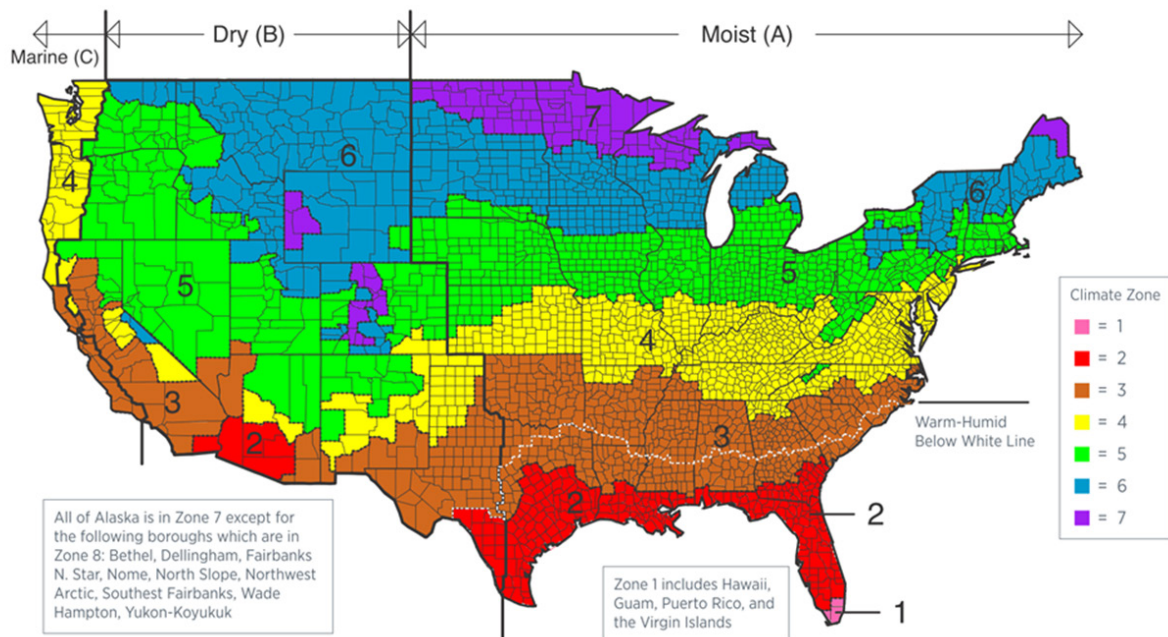 Marine (C)
Dry (B)
Moist (A)
7
6
4
6
5
5
4
3
3
2
2
2
1
Warm-Humid
Below White Line
Climate Zone
= 1
= 2
= 3
= 4
= 5
= 6
= 7
All of Alaska is in Zone 7 except for
the following boroughs which are in
Zone 8: Bethel, Dellingham, Fairbanks
N. Star, Nome, North Slope, Northwest
Arctic, Southest Fairbanks, Wade
Hampton, Yukon-Koyukuk
Zone 1 includes Hawaii,
Guam, Puerto Rico, and
the Virgin Islands